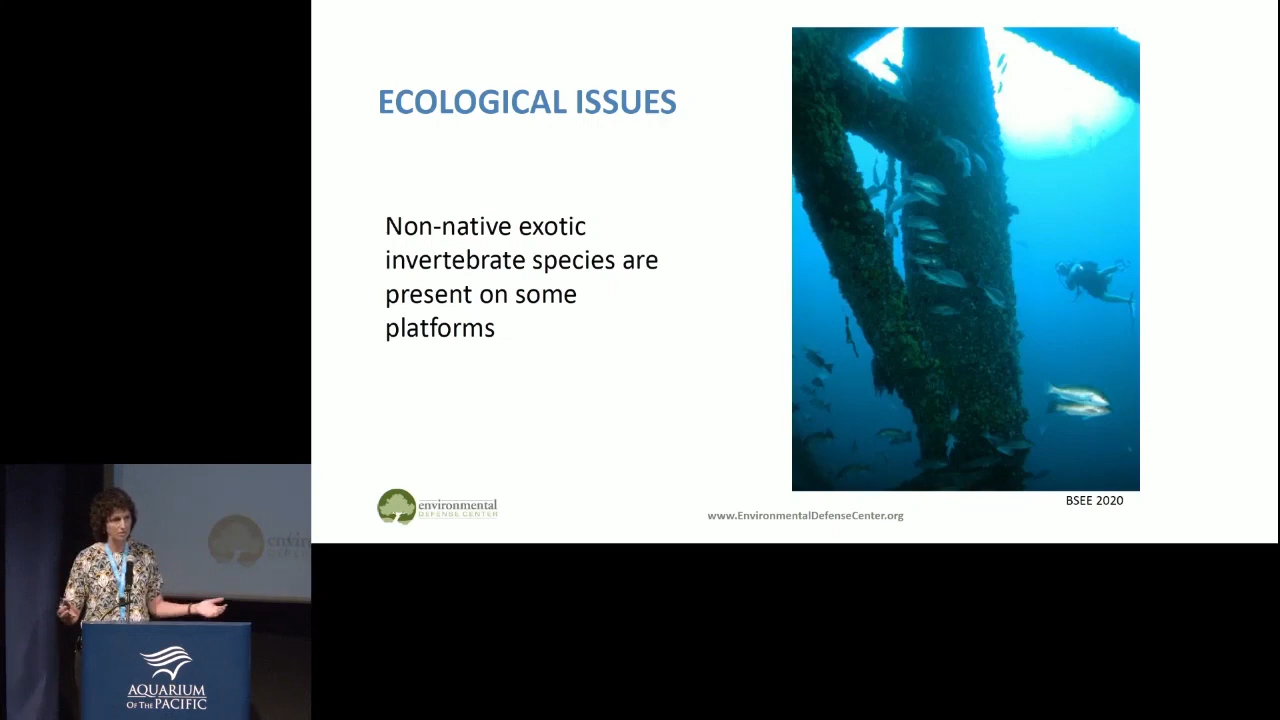 ECOLOGICAL ISSUES
Non-native exotic
invertebrate species are
present on some
platforms
environmental
DEFENSE CENTER
www.EnvironmentalDefenseCenter.org
BSEE 2020
AQUARIUM
OF THE PACIFIC